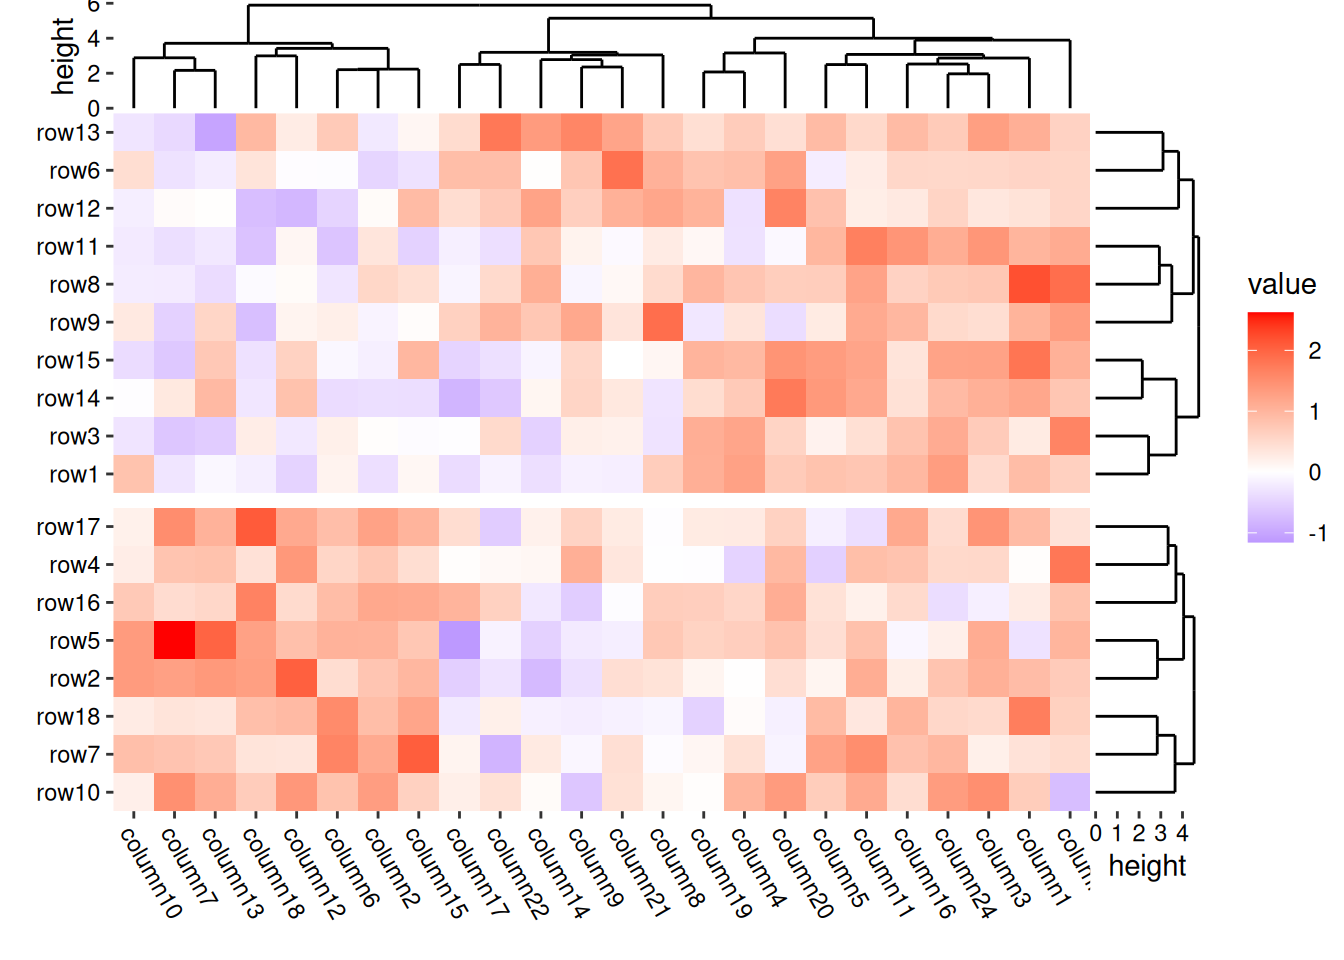 height
6
4
2
0
row13
row6
row12
row11
row8
row9
row15
row14
row3
row1
row17
row4
row16
row5
row2
row18
row7
row10
column10
column7
column13
column18
column12
column6
column2
column15
column17
column22
column14
column9
column21
column8
column19
column4
column20
column5
column11
column16
column24
column3
column1
0 1 2 3 4
height
value
2
1
0
-1